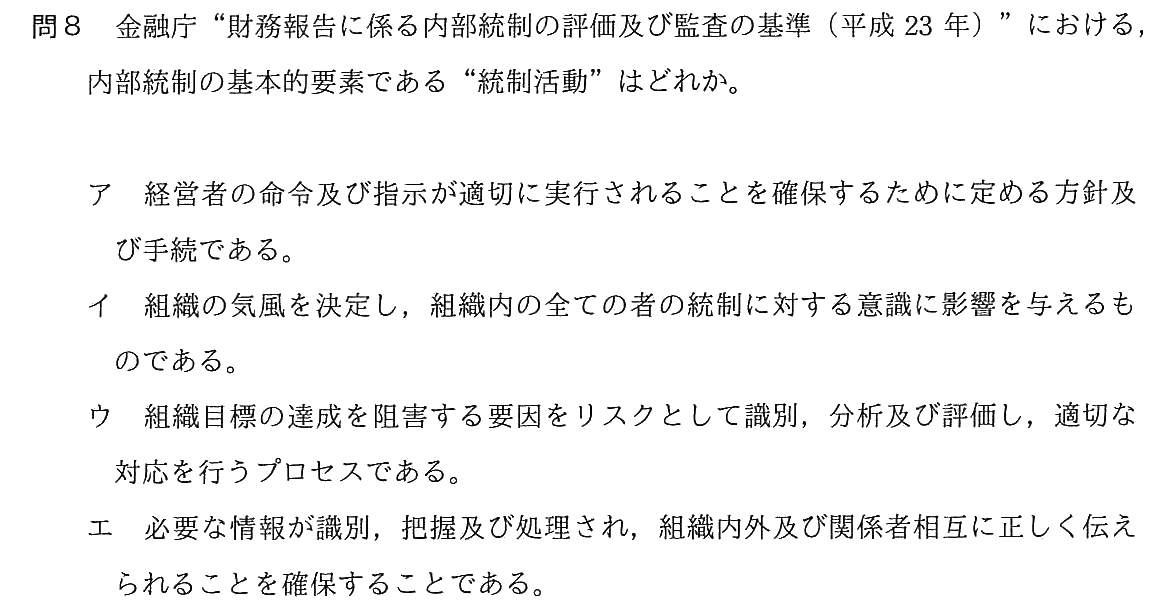 問8 金融庁“財務報告に係る内部統制の評価及び監査の基準（平成 23 年）”における，
内部統制の基本的要素である“統制活動”はどれか。
ア 経営者の命令及び指示が適切に実行されることを確保するために定める方針及
び手続である。
イ 組織の気風を決定し，組織内の全ての者の統制に対する意識に影響を与えるも
のである。
ウ 組織目標の達成を阻害する要因をリスクとして識別，分析及び評価し，適切な
対応を行うプロセスである。
エ 必要な情報が識別，把握及び処理され，組織内外及び関係者相互に正しく伝え
られることを確保することである。